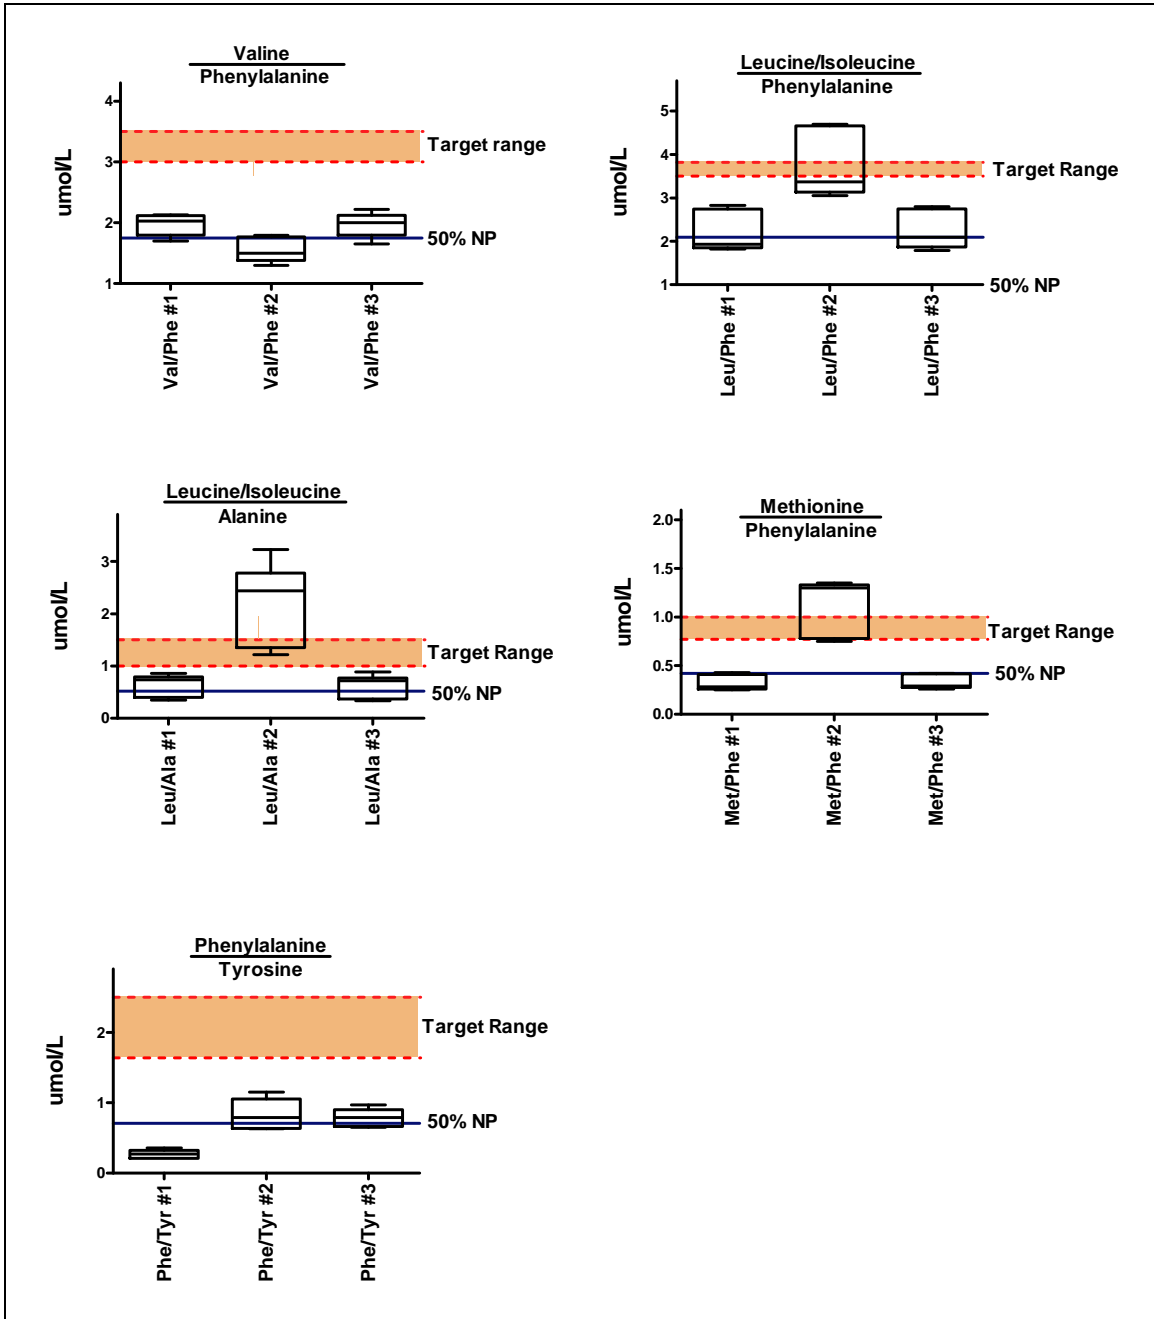 Valine
Phenylalanine
umol/L
4
3
2
1
Target range
50% NP
Val/Phe #1
Val/Phe #2
Val/Phe #3
Leucine/Isoleucine
Phenylalanine
umol/L
5
4
3
2
1
Target Range
50% NP
Leu/Phe #1
Leu/Phe #2
Leu/Phe #3
Leucine/Isoleucine
Alanine
umol/L
3
2
1
0
Target Range
50% NP
Leu/Ala #1
Leu/Ala #2
Leu/Ala #3
Methionine
Phenylalanine
umol/L
2.0
1.5
1.0
0.5
0.0
Target Range
50% NP
Met/Phe #1
Met/Phe #2
Met/Phe #3
Phenylalanine
Tyrosine
umol/L
2
1
0
Target Range
50% NP
Phe/Tyr #1
Phe/Tyr #2
Phe/Tyr #3